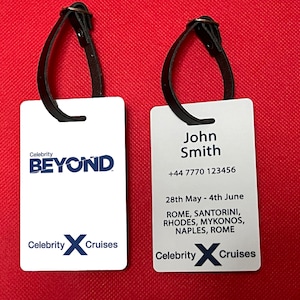 Celebrity
BEYOND
Celebrity X Cruises
John
Smith
+44 7770 123456
28th May - 4th June
ROME, SANTORINI,
RHODES, MYKONOS,
NAPLES, ROME
Celebrity X Cruises